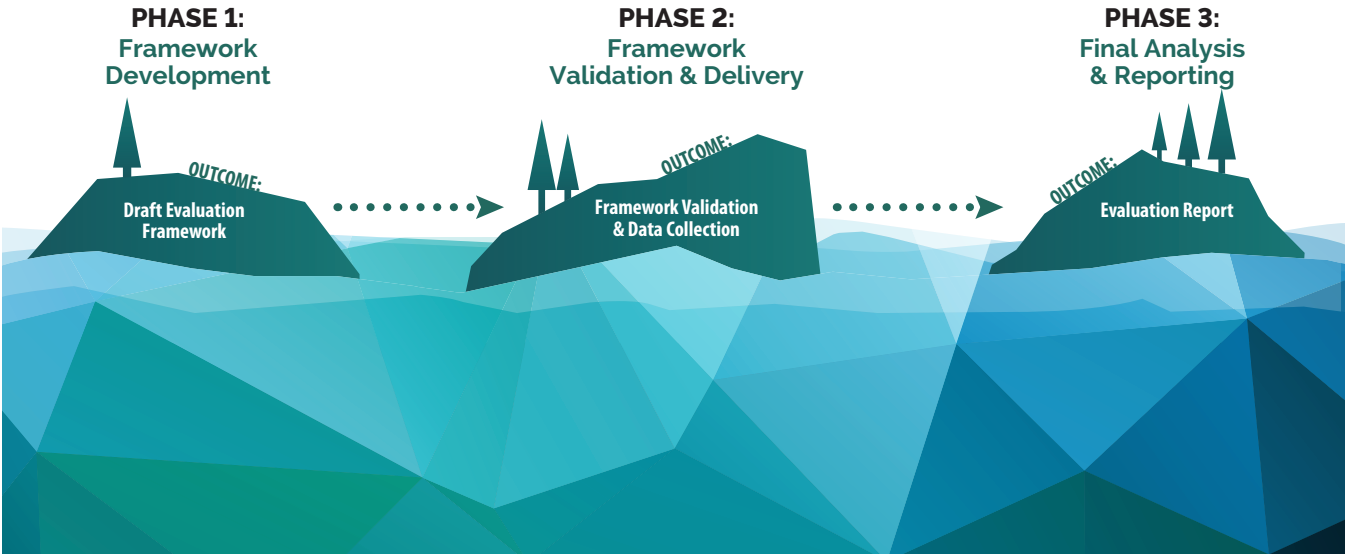 PHASE 1:
Framework
Development
OUTCOME:
Draft Evaluation
Framework
PHASE 2:
Framework
Validation & Delivery
OUTCOME:
Framework Validation
& Data Collection
PHASE 3:
Final Analysis
& Reporting
OUTCOME:
Evaluation Report